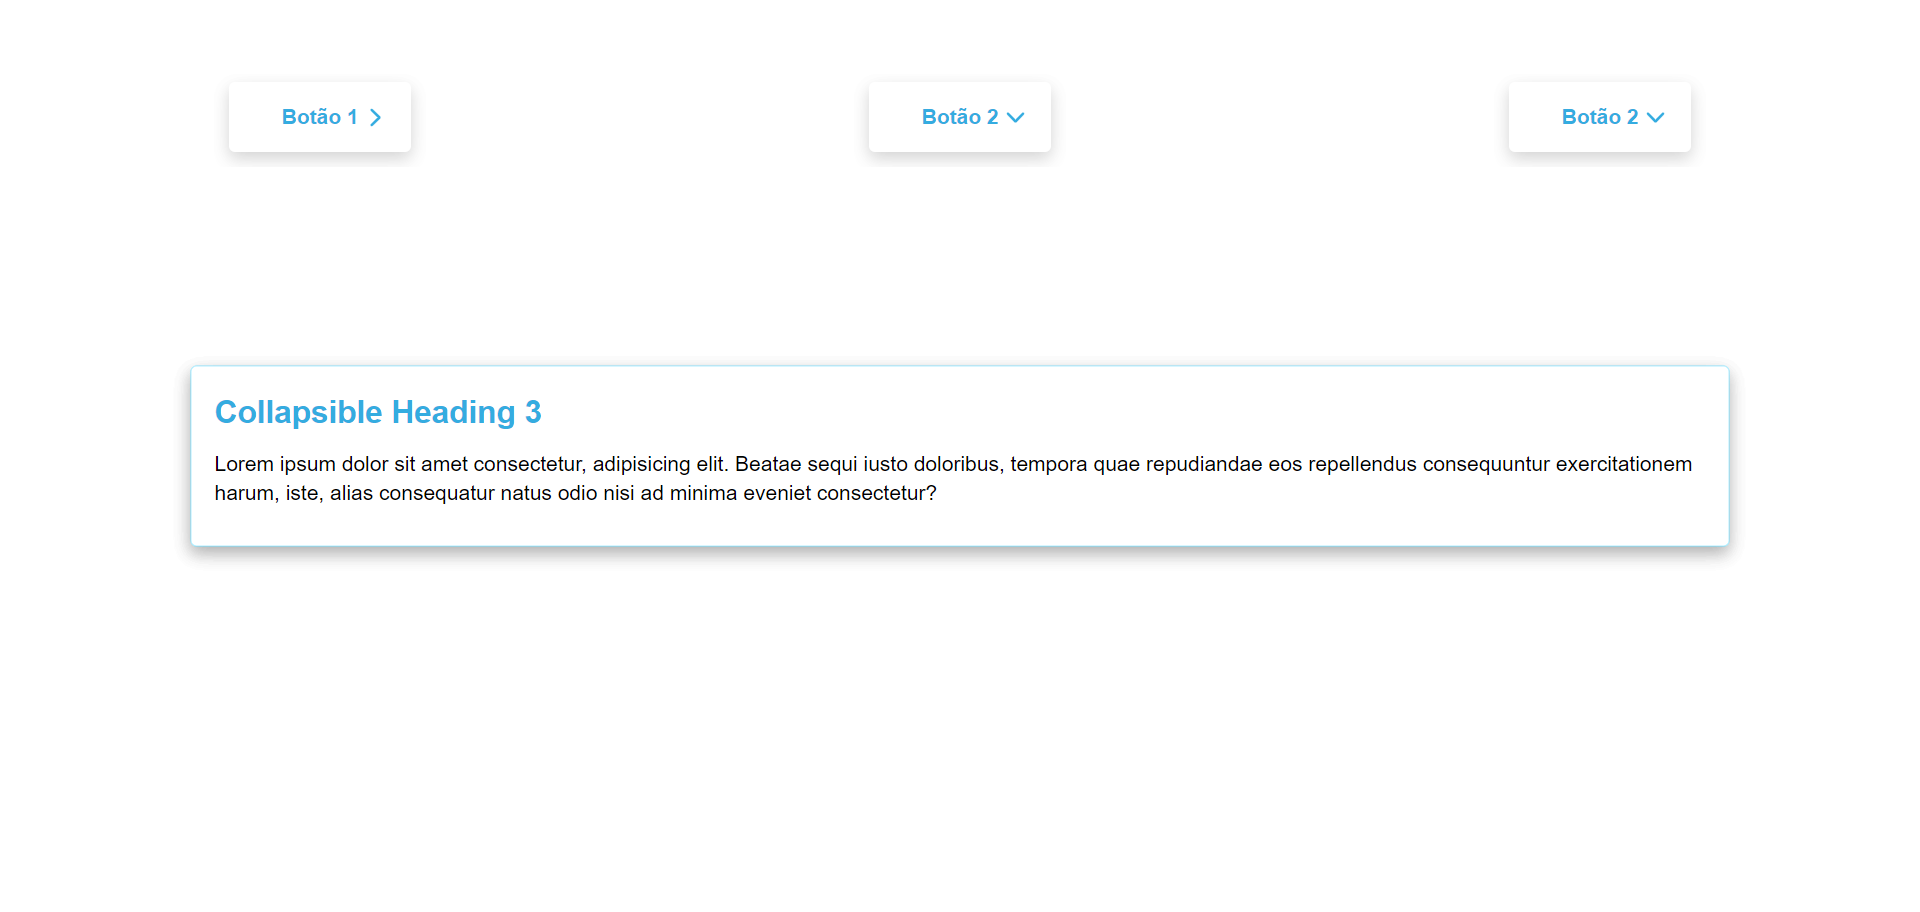 Botão 1
Botão 2
Botão 2
Collapsible Heading 3
Lorem ipsum dolor sit amet consectetur, adipisicing elit. Beatae sequi iusto doloribus, tempora quae repudiandae eos repellendus consequuntur exercitationem
harum, iste, alias consequatur natus odio nisi ad minima eveniet consectetur?